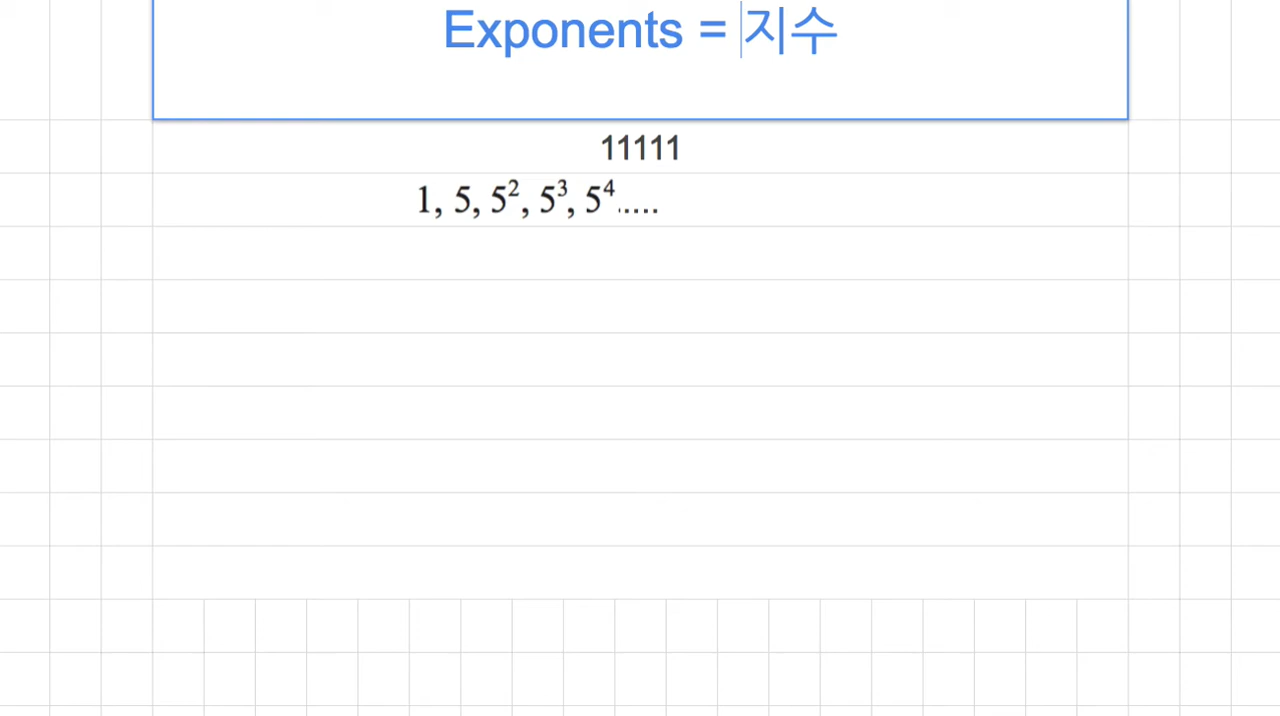 Exponents = 지수
11111
1, 5, 5², 5³, 5⁴.....